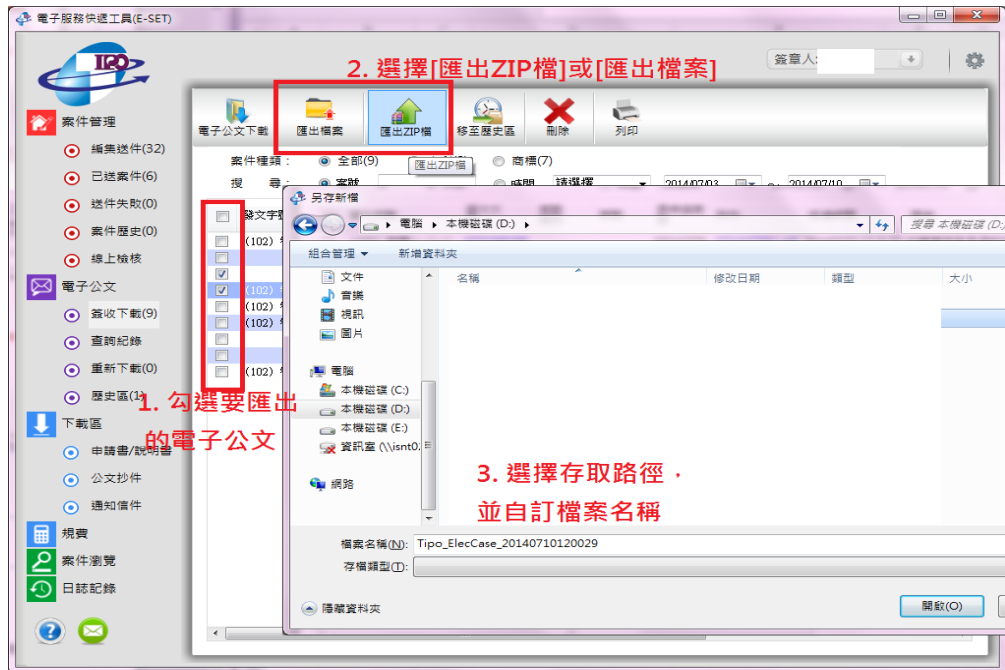 電子服務快遞工具(E-SET)
TIPO
簽章人:
2. 選擇[匯出ZIP檔]或[匯出檔案]
電子公文下載
匯出檔案
匯出ZIP檔
移至歷史區
刪除
列印
案件管理
編集送件(32)
已送案件(6)
送件失敗(0)
案件歷史(0)
線上檢核
電子公文
簽收下載(9)
查詢紀錄
重新下載(0)
歷史區(1)
下載區
申請書/說明書
公文抄件
通知信件
規費
案件瀏覽
日誌記錄
案件種類:
全部(9)
商標(7)
匯出ZIP檔
搜 尋:
案號
時間
請選擇
2014/07/03
2014/07/10
發文字號
(102)
(102)
(102)
(102)
(102)
1. 勾選要匯出
的電子公文
另存新檔
電腦
本機磁碟 (D:)
搜尋 本機磁碟 (D:
組合管理
新增資料夾
文件
音樂
視訊
圖片
電腦
本機磁碟 (C:)
本機磁碟 (D:)
本機磁碟 (E:)
資訊室 (\\isnt02
網路
名稱
修改日期
類型
大小
3. 選擇存取路徑,
並自訂檔案名稱
檔案名稱(N): Tipo_ElecCase_20140710120029
存檔類型(T):
隱藏資料夾
開啟(O)